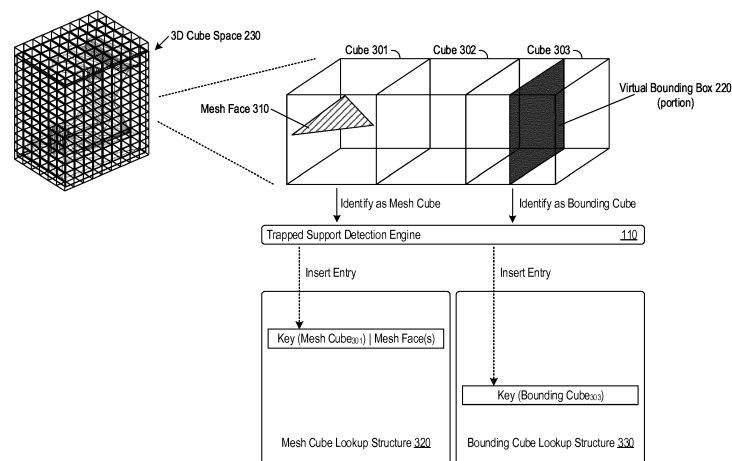 3D Cube Space 230
Cube 301
Cube 302
Cube 303
Mesh Face 310
Virtual Bounding Box 220
(portion)
Identify as Mesh Cube
Identify as Bounding Cube
Trapped Support Detection Engine 110
Insert Entry
Insert Entry
Key (Mesh Cube301) | Mesh Face(s)
Key (Bounding Cube303)
Mesh Cube Lookup Structure 320
Bounding Cube Lookup Structure 330